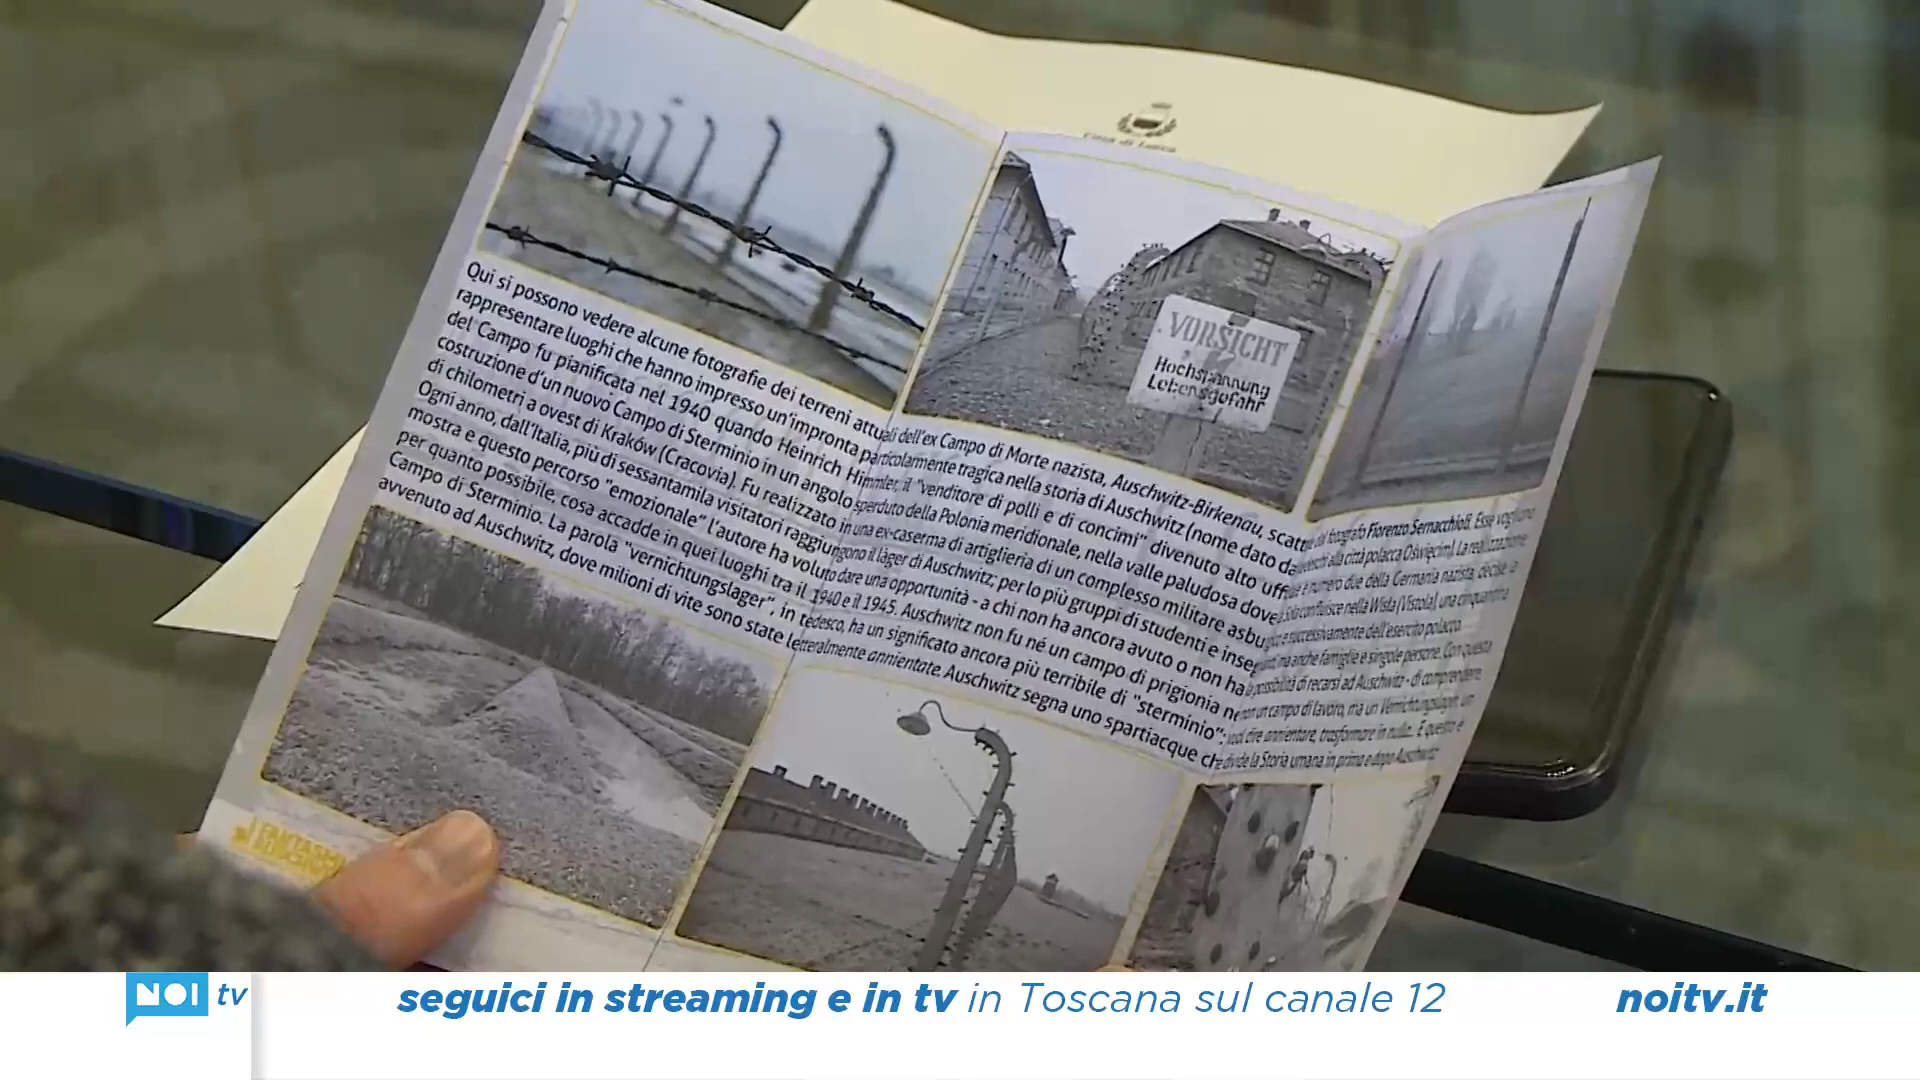 Città di Lucca
VORSICHT
Hochspannung
Lebensgefahr
Qui si possono vedere alcune fotografie dei terreni attuali dell'ex Campo di Morte nazista, Auschwitz-Birkenau, scattate dal fotografo Fiorenzo Sernacchioli. Esse vogliono
rappresentare luoghi che hanno impresso un'impronta particolarmente tragica nella storia di Auschwitz (nome dato dai tedeschi alla città polacca Oświęcim). La realizzazione
del Campo fu pianificata nel 1940 quando Heinrich Himmler, il "venditore di polli e di concimi" divenuto alto ufficiale e numero due della Germania nazista, decise la
costruzione d'un nuovo Campo di Sterminio in un angolo sperduto della Polonia meridionale, nella valle paludosa dove la Sola confluisce nella Wisła (Vistola), una cinquantina
di chilometri a ovest di Kraków (Cracovia). Fu realizzato in una ex-caserma di artiglieria di un complesso militare asburgico e successivamente dell'esercito polacco.
Ogni anno, dall'Italia, più di sessantamila visitatori raggiungono il làger di Auschwitz; per lo più gruppi di studenti e insegnanti, ma anche famiglie e singole persone. Con questa
mostra e questo percorso "emozionale" l'autore ha voluto dare una opportunità - a chi non ha ancora avuto o non ha la possibilità di recarsi ad Auschwitz - di comprendere,
per quanto possibile, cosa accadde in quei luoghi tra il 1940 e il 1945. Auschwitz non fu né un campo di prigionia né un campo di lavoro, ma un Vernichtungslager, un
Campo di Sterminio. La parola "vernichtungslager", in tedesco, ha un significato ancora più terribile di "sterminio"; vuol dire annientare, trasformare in nulla. E questo è
avvenuto ad Auschwitz, dove milioni di vite sono state letteralmente annientate. Auschwitz segna uno spartiacque che divide la Storia umana in prima e dopo Auschwitz.
NOI tv
seguici in streaming e in tv in Toscana sul canale 12
noitv.it